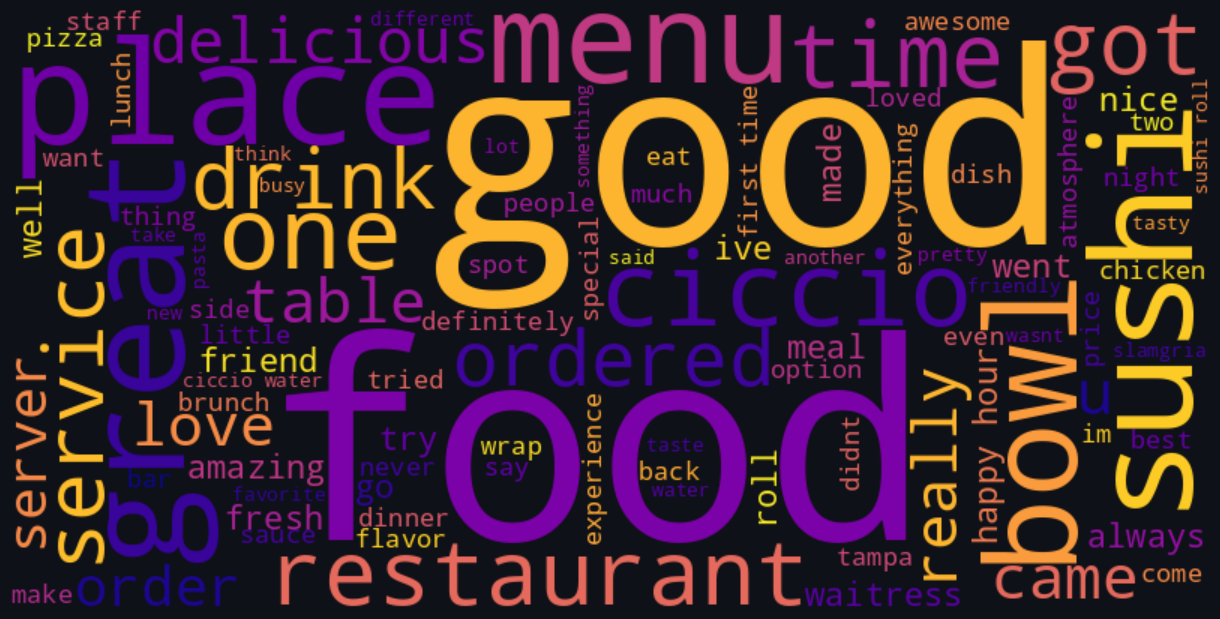 staff
different
awesome
pizza
delicious
menu
time
got
place
lunch
loved
nice
two
roll
sushi roll
want
think
drink
busy
lot
something
good
eat
much
first time
made
everything
dish
atmosphere
night
tasty
sushi
well
thing
take
great
one
people
spot
special
said
ive
another
pretty
went
chicken
friendly
pasta
new
side
table
definitely
ciccio
little
service
friend
ordered
meal
option
even
wasnt
price
slamgria
ciccio water
tried
brunch
u
server
love
food
try
wrap
say
experience
taste
back
water
roll
didnt
really
happy hour
bowl
im
best
amazing
never
go
bar
favorite
fresh
sauce
dinner
flavor
always
tampa
make
order
restaurant
waitress
came
come